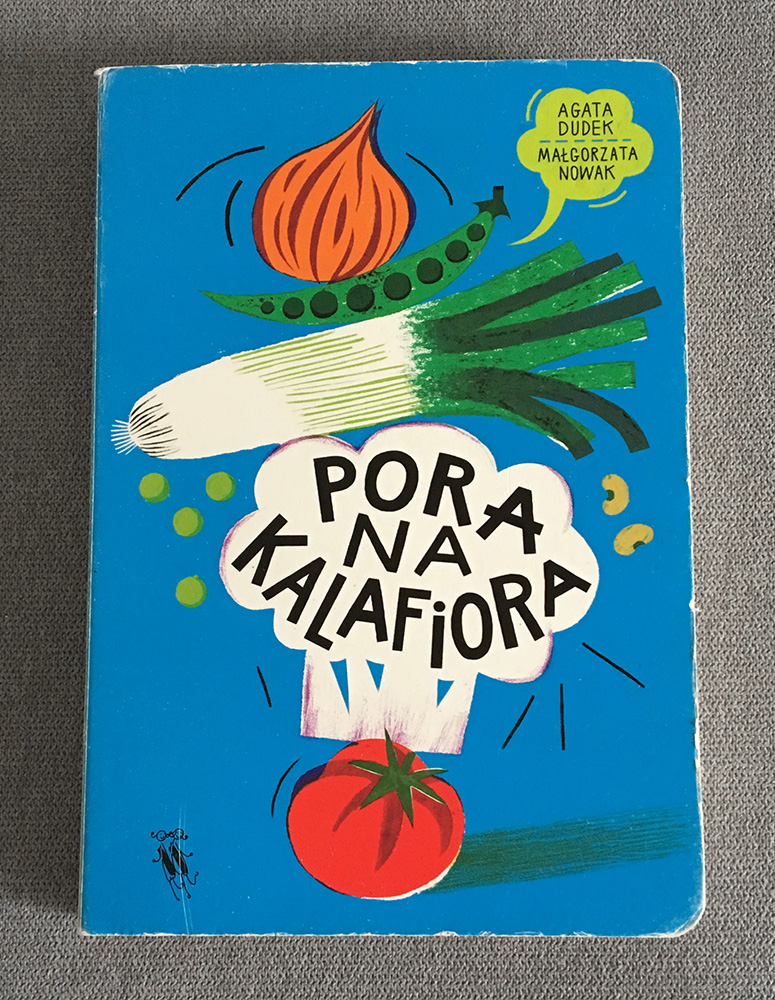 AGATA
DUDEK
MAŁGORZATA
NOWAK
PORA
NA
KALAFiORA